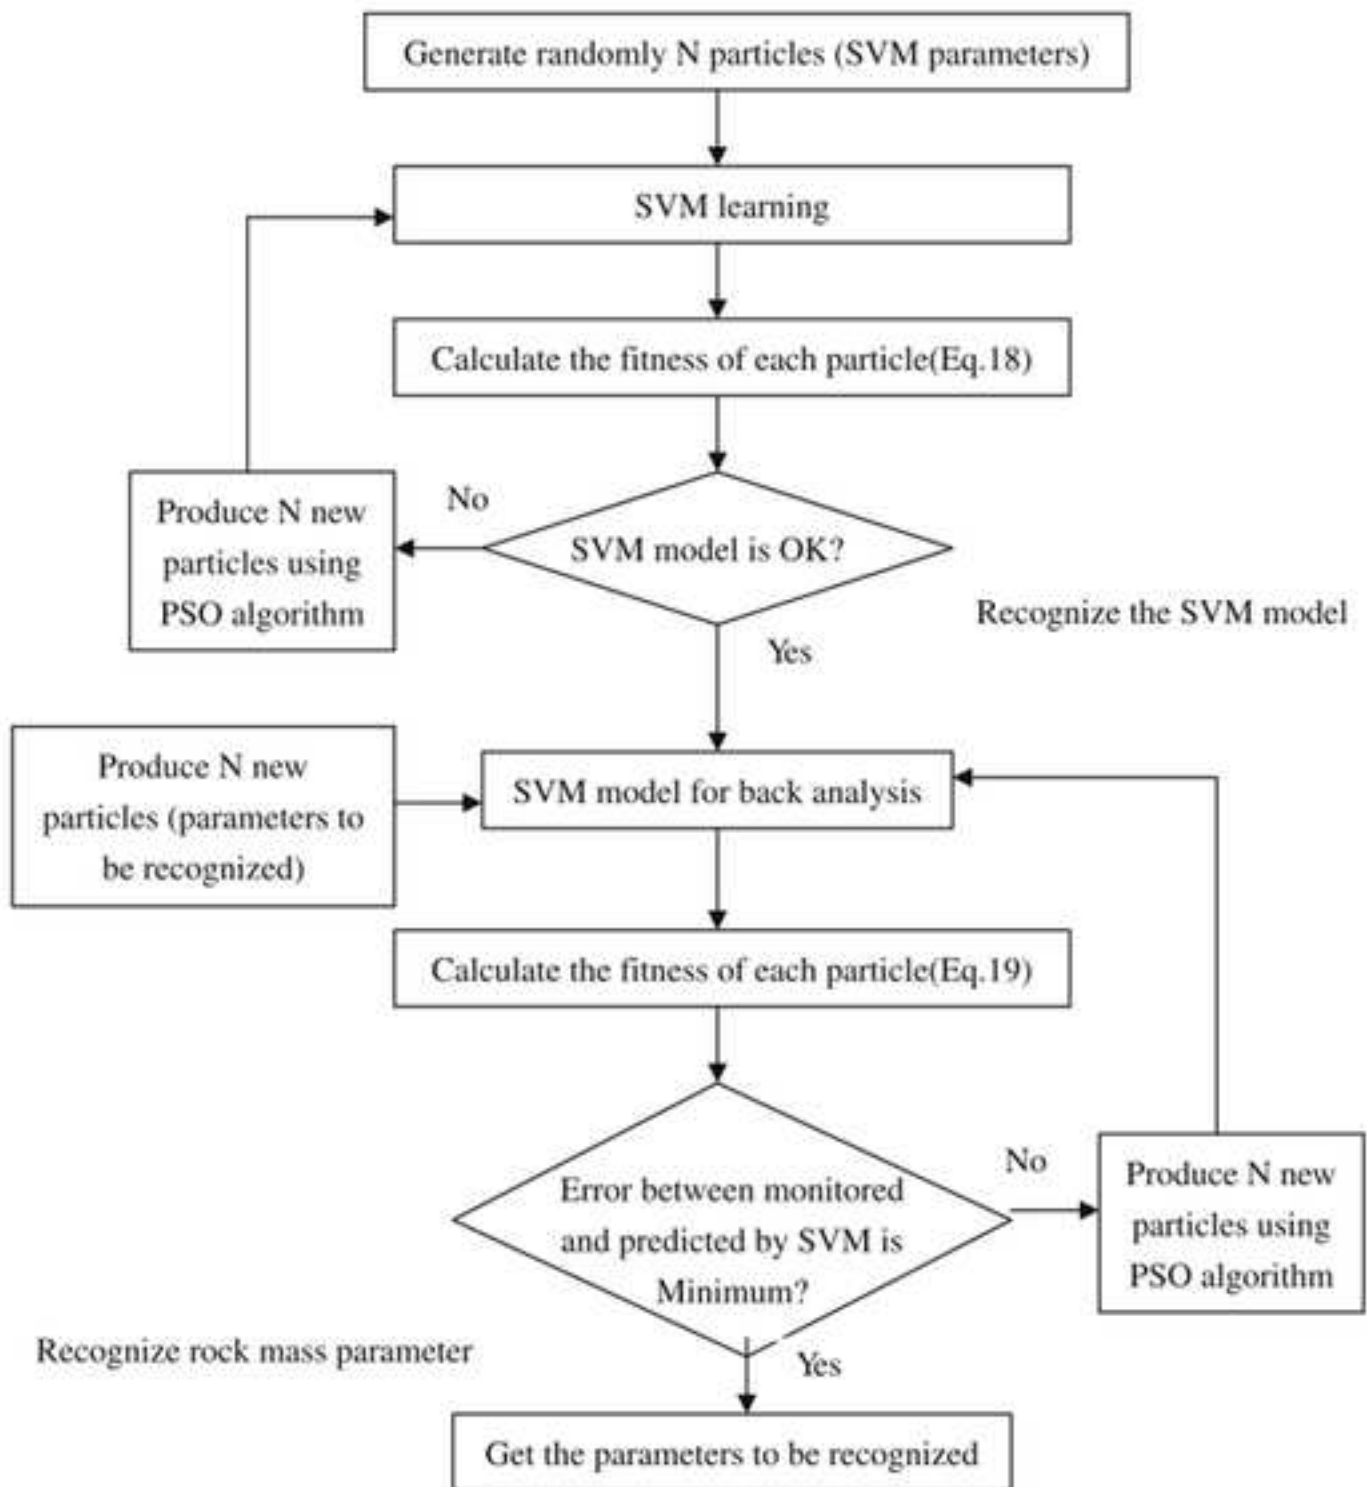 Generate randomly N particles (SVM parameters)
SVM learning
Calculate the fitness of each particle(Eq.18)
Produce N new
particles using
PSO algorithm
No
SVM model is OK?
Recognize the SVM model
Yes
Produce N new
particles (parameters to
be recognized)
SVM model for back analysis
Calculate the fitness of each particle(Eq.19)
Error between monitored
and predicted by SVM is
Minimum?
No
Produce N new
particles using
PSO algorithm
Recognize rock mass parameter
Yes
Get the parameters to be recognized